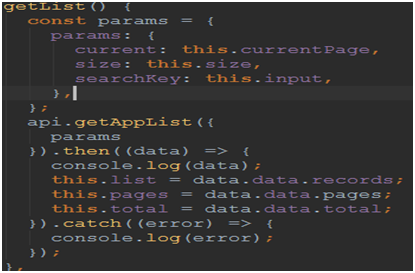 getList() {
const params = {
params: {
current: this.currentPage,
size: this.size,
searchKey: this.input,
},
};
api.getAppList({
params
}).then((data) => {
console.log(data);
this.list = data.data.records;
this.pages = data.data.pages;
this.total = data.data.total;
}).catch((error) => {
console.log(error);
});
},